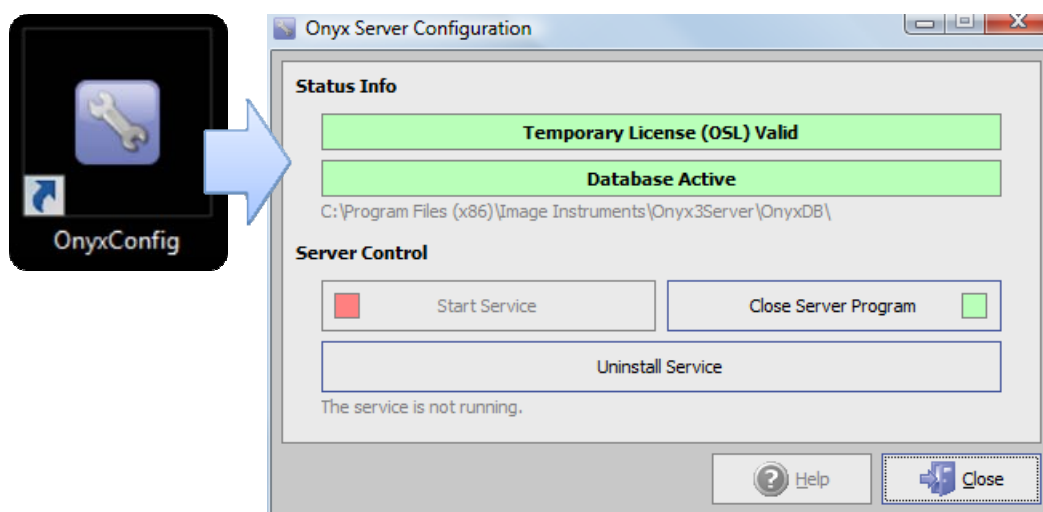 OnyxConfig
Onyx Server Configuration
Status Info
Temporary License (OSL) Valid
Database Active
C:\Program Files (x86)\Image Instruments\Onyx3Server\OnyxDB\
Server Control
Start Service
Close Server Program
Uninstall Service
The service is not running.
Help
Close